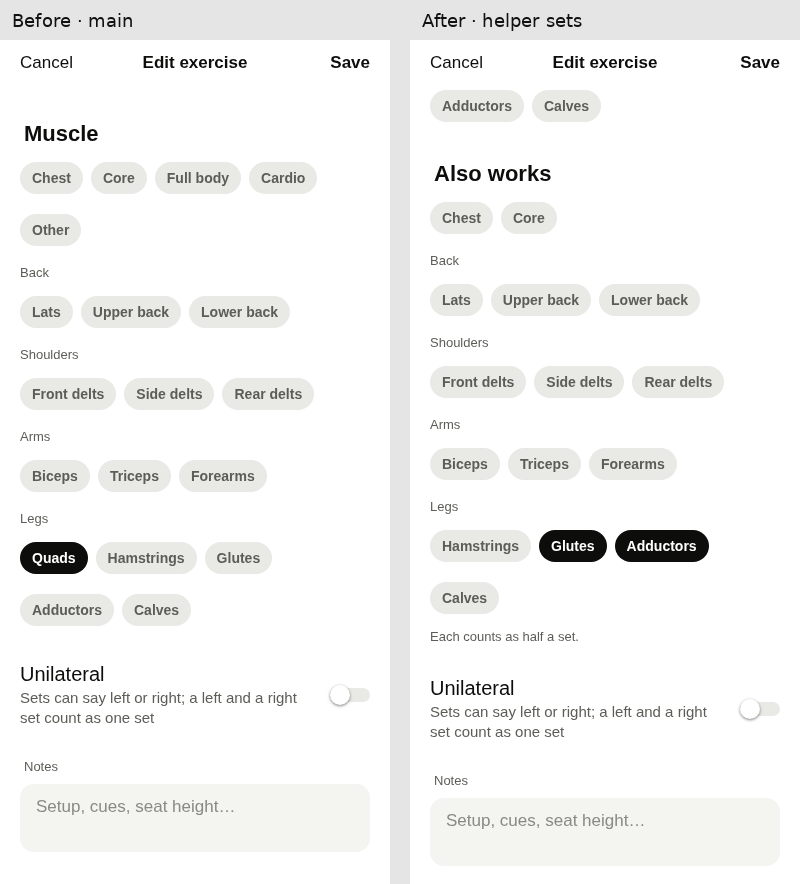 Before · main
Cancel Edit exercise Save
Muscle
Chest Core Full body Cardio
Other
Back
Lats Upper back Lower back
Shoulders
Front delts Side delts Rear delts
Arms
Biceps Triceps Forearms
Legs
Quads Hamstrings Glutes
Adductors Calves
Unilateral
Sets can say left or right; a left and a right
set count as one set
Notes
Setup, cues, seat height…
After · helper sets
Cancel Edit exercise Save
Adductors Calves
Also works
Chest Core
Back
Lats Upper back Lower back
Shoulders
Front delts Side delts Rear delts
Arms
Biceps Triceps Forearms
Legs
Hamstrings Glutes Adductors
Calves
Each counts as half a set.
Unilateral
Sets can say left or right; a left and a right
set count as one set
Notes
Setup, cues, seat height…